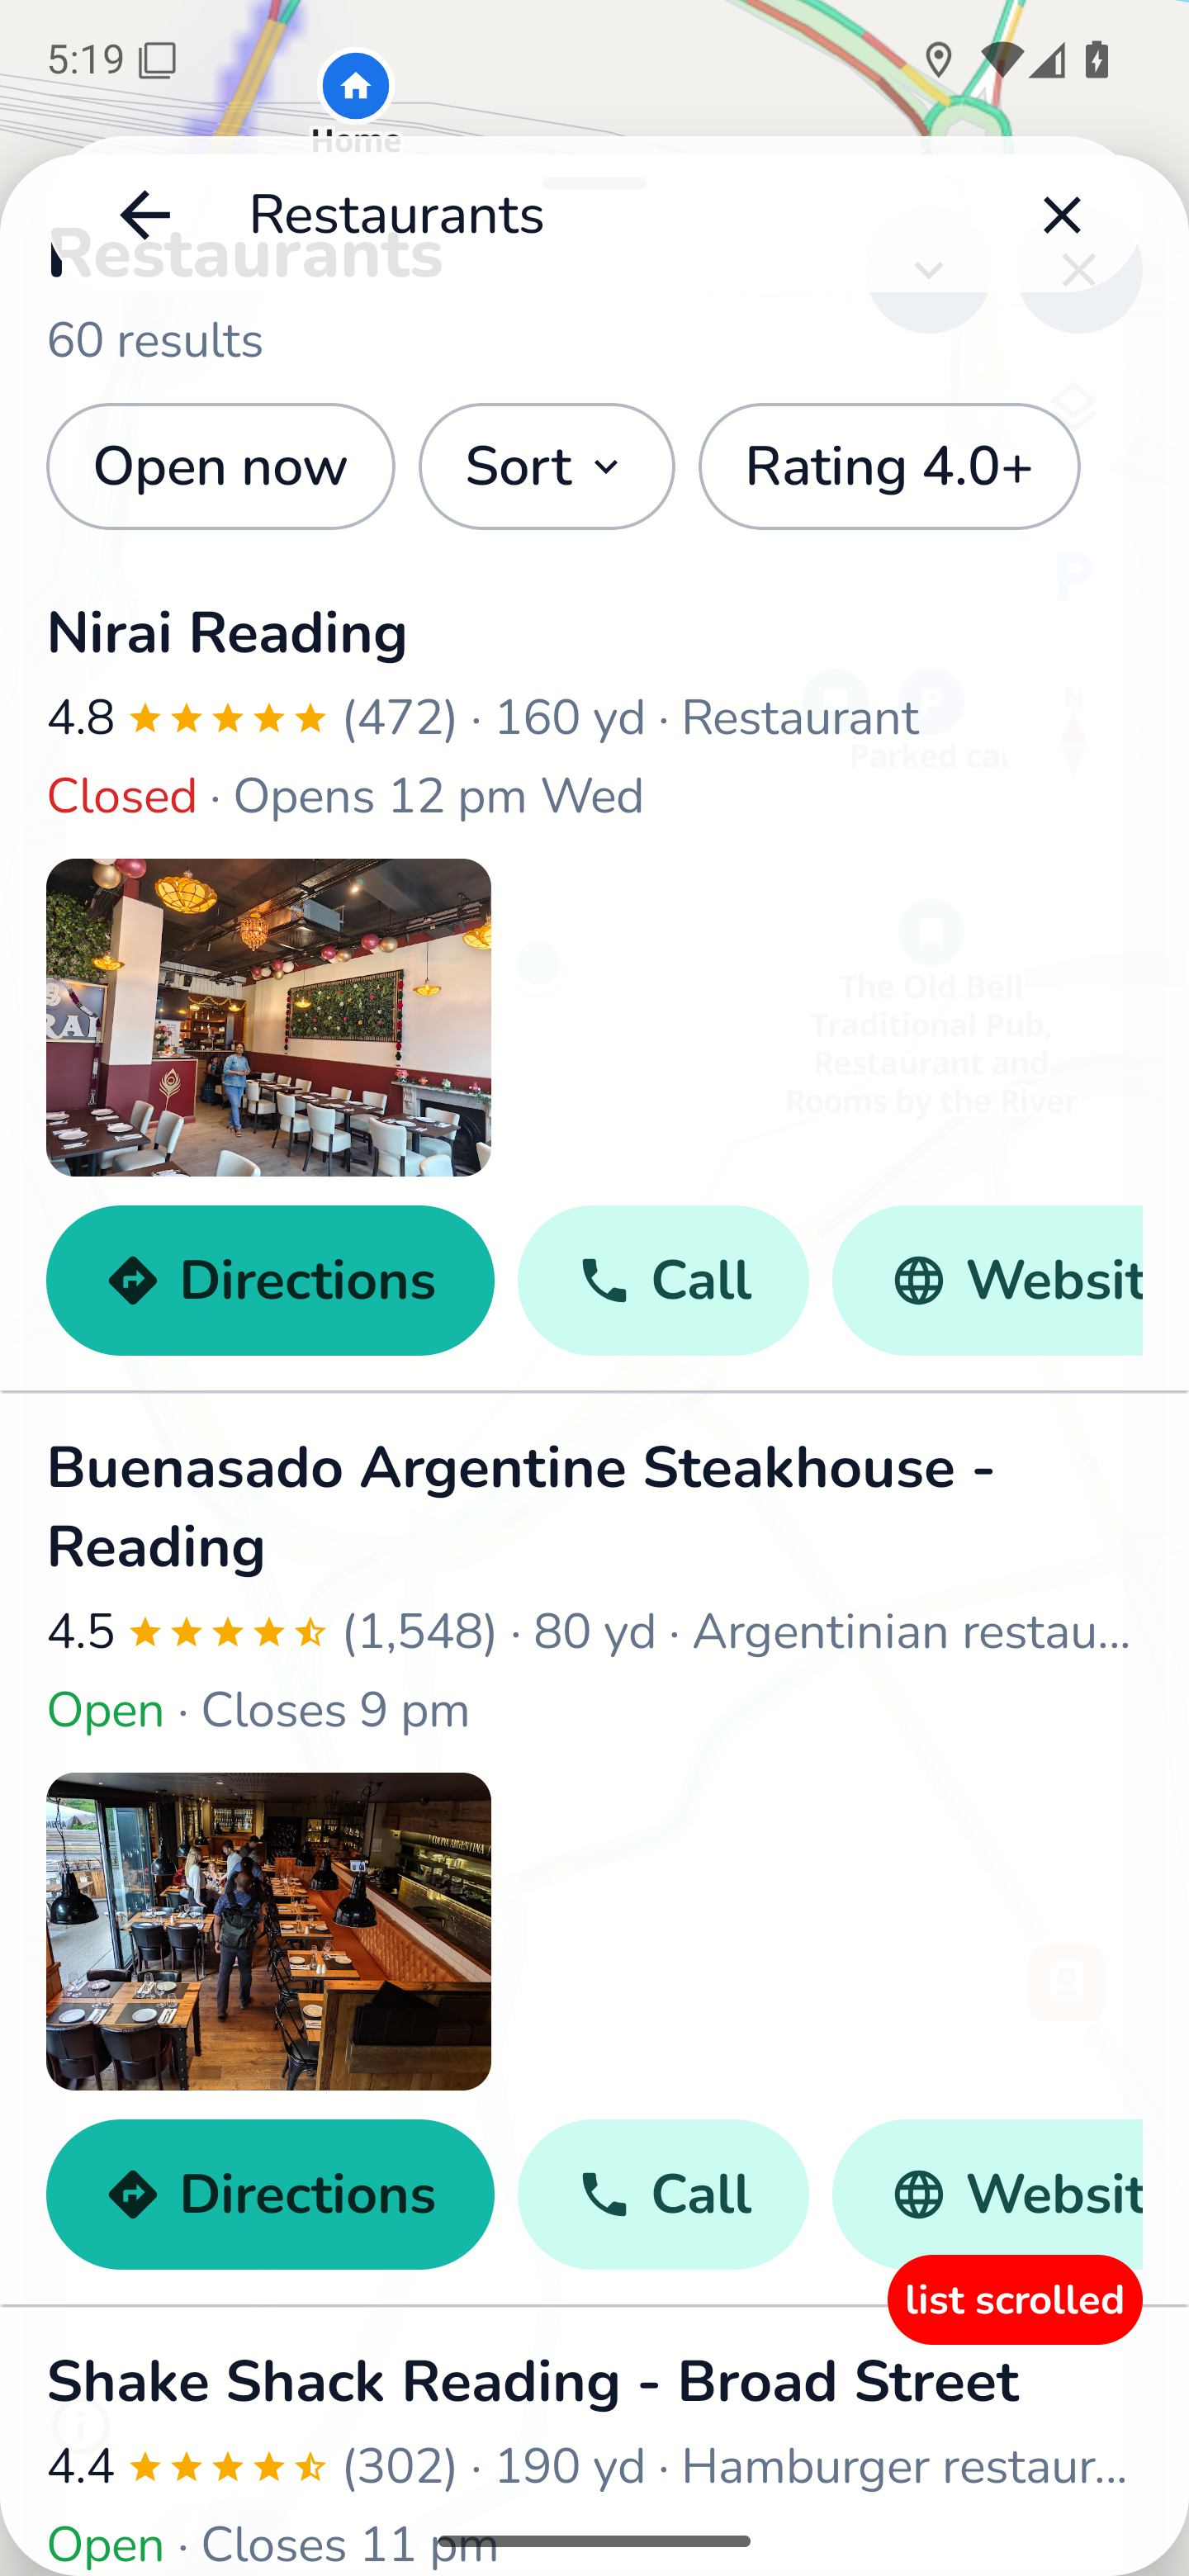 5:19
Home
Restaurants
Restaurants
60 results
Open now
Sort
Rating 4.0+
P
Nirai Reading
4.8 (472) · 160 yd · Restaurant
P
N
Parked car
Closed · Opens 12 pm Wed
The Old Bell
Traditional Pub,
Restaurant and
Rooms by the River
Directions
Call
Websit
Buenasado Argentine Steakhouse -
Reading
4.5 (1,548) · 80 yd · Argentinian restau...
Open · Closes 9 pm
Directions
Call
Websit
list scrolled
Shake Shack Reading - Broad Street
4.4 (302) · 190 yd · Hamburger restaur...
Open · Closes 11 pm